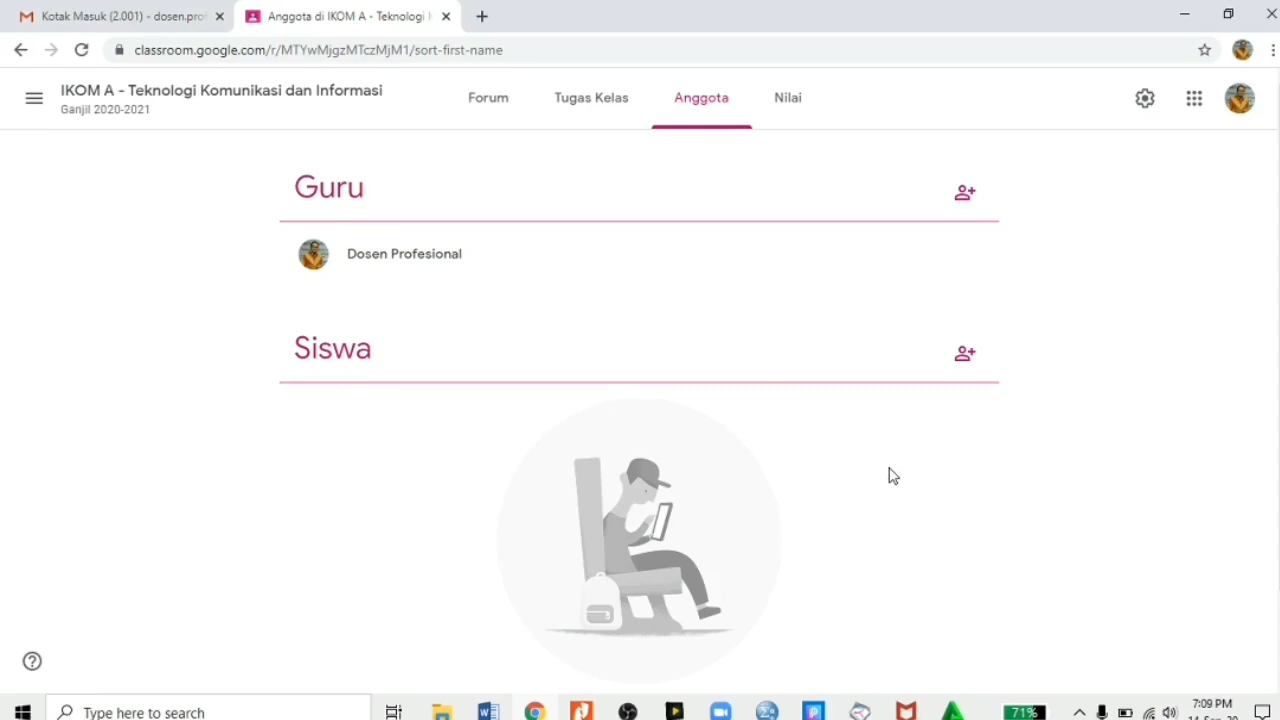 Kotak Masuk (2.001) - dosen.pro
Anggota di IKOM A - Teknologi
classroom.google.com/r/MTYwMjgzMTczMjM1/sort-first-name
IKOM A - Teknologi Komunikasi dan Informasi
Ganjil 2020-2021
Forum
Tugas Kelas
Anggota
Nilai
Guru
Dosen Profesional
Siswa
Type here to search
71%
7:09 PM